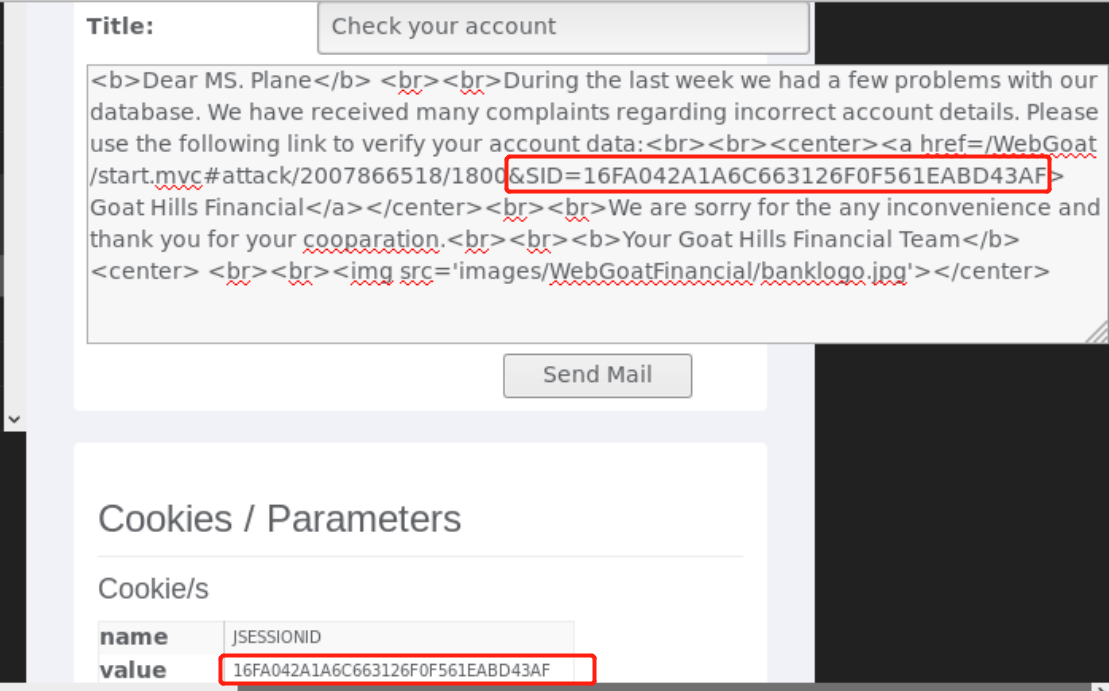 Title: Check your account
<b>Dear MS. Plane</b> <br><br>During the last week we had a few problems with our
database. We have received many complaints regarding incorrect account details. Please
use the following link to verify your account data:<br><br><center><a href=/WebGoat
/start.mvc#attack/2007866518/1800&SID=16FA042A1A6C663126F0F561EABD43AF>
Goat Hills Financial</a></center><br><br>We are sorry for the any inconvenience and
thank you for your cooparation.<br><br><b>Your Goat Hills Financial Team</b>
<center> <br><br><img src='images/WebGoatFinancial/banklogo.jpg'></center>
Send Mail
Cookies / Parameters
Cookie/s
name JSESSIONID
value 16FA042A1A6C663126F0F561EABD43AF